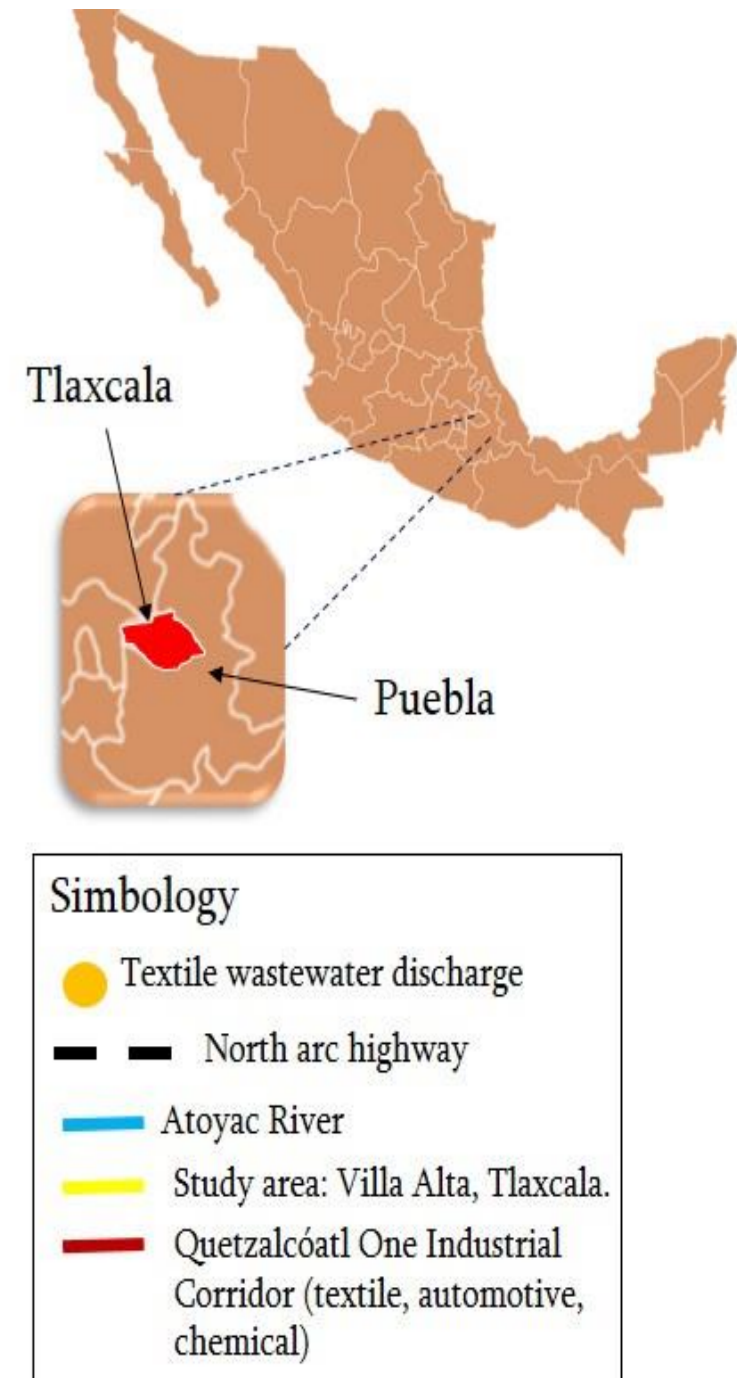 Tlaxcala
Puebla
Simbology
Textile wastewater discharge
North arc highway
Atoyac River
Study area: Villa Alta, Tlaxcala.
Quetzalcóatl One Industrial
Corridor (textile, automotive,
chemical)